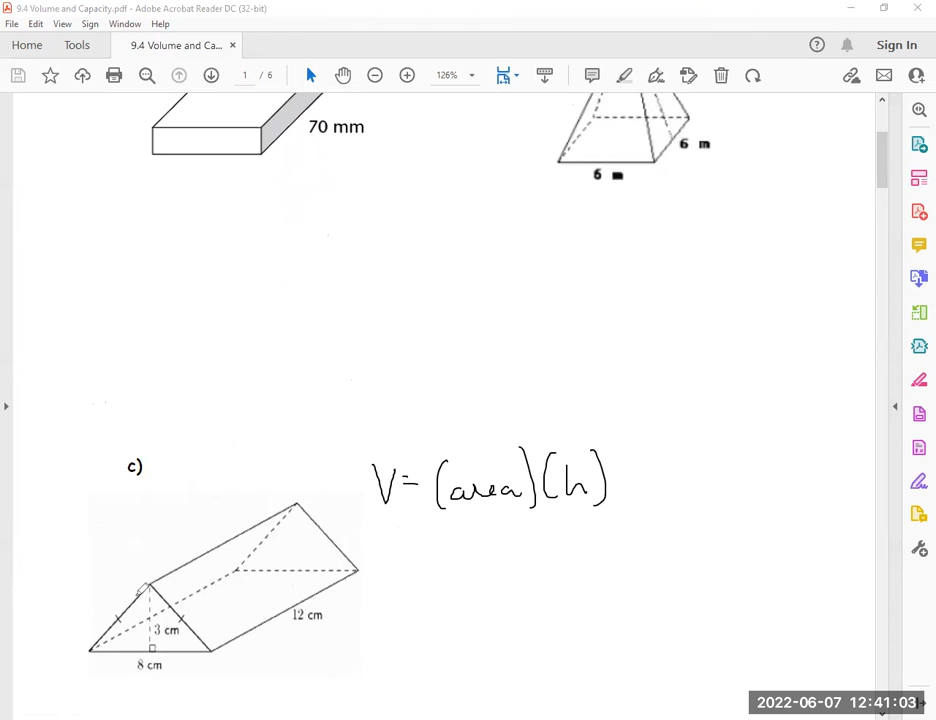 9.4 Volume and Capacity.pdf - Adobe Acrobat Reader DC (32-bit)
File Edit View Sign Window Help
Home Tools 9.4 Volume and Ca... × Sign In
1 / 6 126%
70 mm
6 m
6 m
c)
V = (area)(h)
12 cm
3 cm
8 cm
2022-06-07 12:41:03